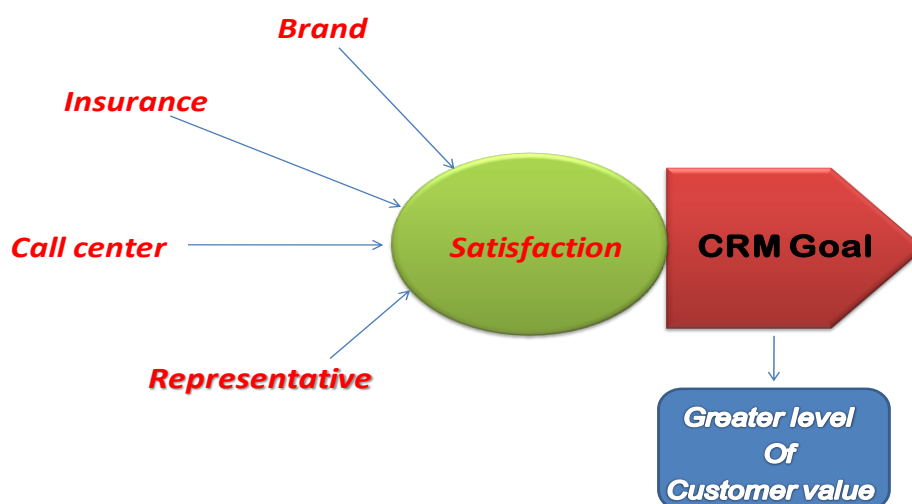 Brand
Insurance
Call center
Satisfaction
CRM Goal
Representative
Greater level
Of
Customer value